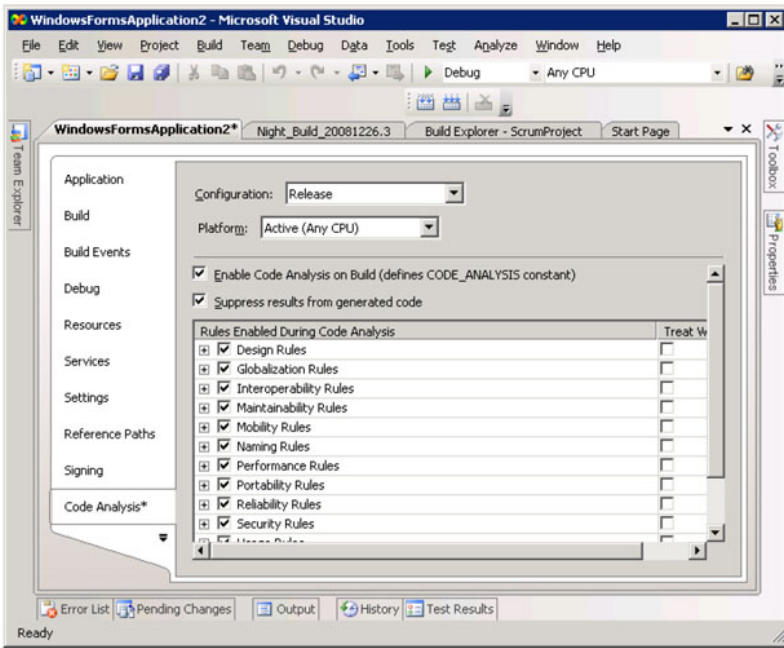 WindowsFormsApplication2 - Microsoft Visual Studio
File Edit View Project Build Team Debug Data Tools Test Analyze Window Help
Debug Any CPU
WindowsFormsApplication2* Night_Build_20081226.3 Build Explorer - ScrumProject Start Page
Team Explorer
Toolbox
Properties
Application
Build
Build Events
Debug
Resources
Services
Settings
Reference Paths
Signing
Code Analysis*
Configuration: Release
Platform: Active (Any CPU)
Enable Code Analysis on Build (defines CODE_ANALYSIS constant)
Suppress results from generated code
Rules Enabled During Code Analysis Treat W
Design Rules
Globalization Rules
Interoperability Rules
Maintainability Rules
Mobility Rules
Naming Rules
Performance Rules
Portability Rules
Reliability Rules
Security Rules
Usage Rules
Error List Pending Changes Output History Test Results
Ready